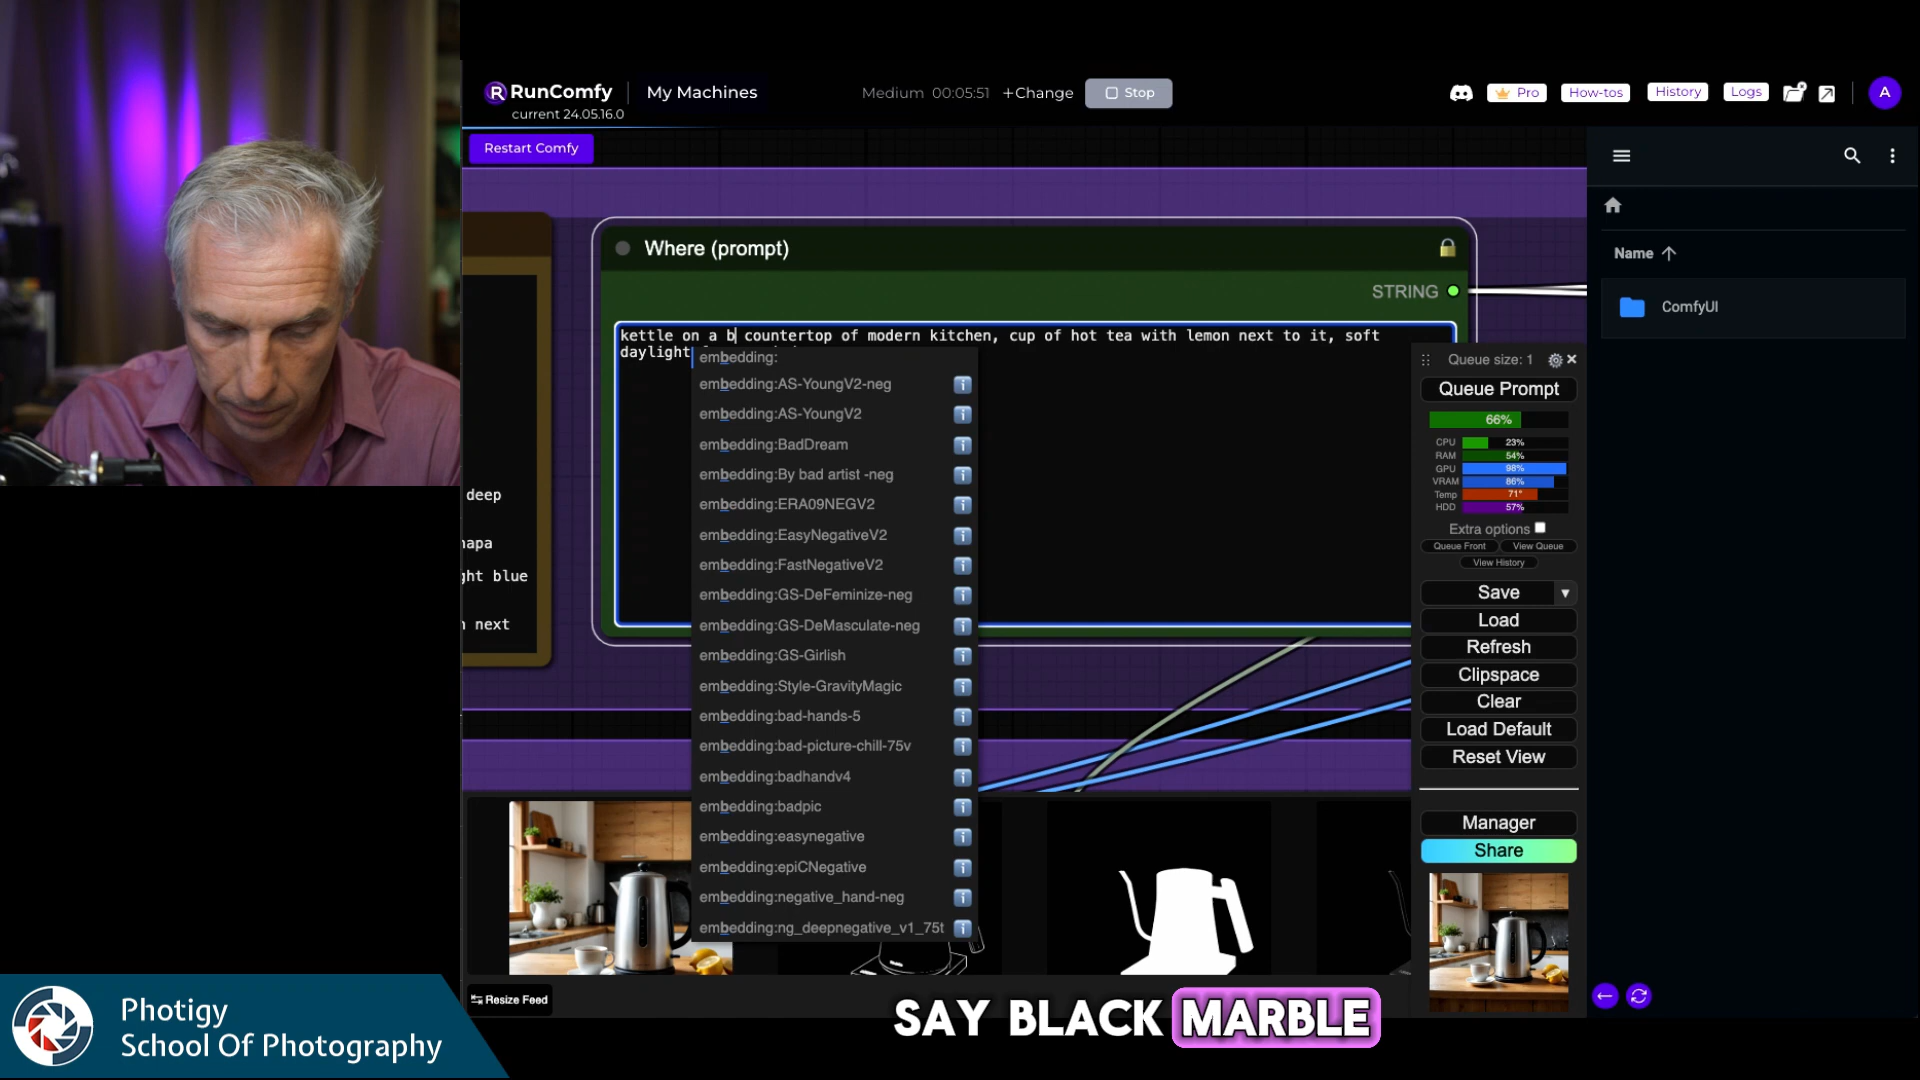 RunComfy
current 24.05.16.0
My Machines
Medium 00:05:51 +Change
Stop
Pro
How-tos
History
Logs
A
Restart Comfy
Where (prompt)
STRING
kettle on a b countertop of modern kitchen, cup of hot tea with lemon next to it, soft
daylight
embedding:
embedding:AS-YoungV2-neg
embedding:AS-YoungV2
embedding:BadDream
embedding:By bad artist -neg
embedding:ERA09NEGV2
embedding:EasyNegativeV2
embedding:FastNegativeV2
embedding:GS-DeFeminize-neg
embedding:GS-DeMasculate-neg
embedding:GS-Girlish
embedding:Style-GravityMagic
embedding:bad-hands-5
embedding:bad-picture-chill-75v
embedding:badhandv4
embedding:badpic
embedding:easynegative
embedding:epiCNegative
embedding:negative_hand-neg
embedding:ng_deepnegative_v1_75t
deep
napa
ght blue
next
Queue size: 1
Queue Prompt
66%
CPU 23%
RAM 54%
GPU 98%
VRAM 86%
Temp 71°
HDD 57%
Extra options
Queue Front
View Queue
View History
Save
Load
Refresh
Clipspace
Clear
Load Default
Reset View
Manager
Share
Name
ComfyUI
Resize Feed
SAY BLACK MARBLE
Photigy
School Of Photography